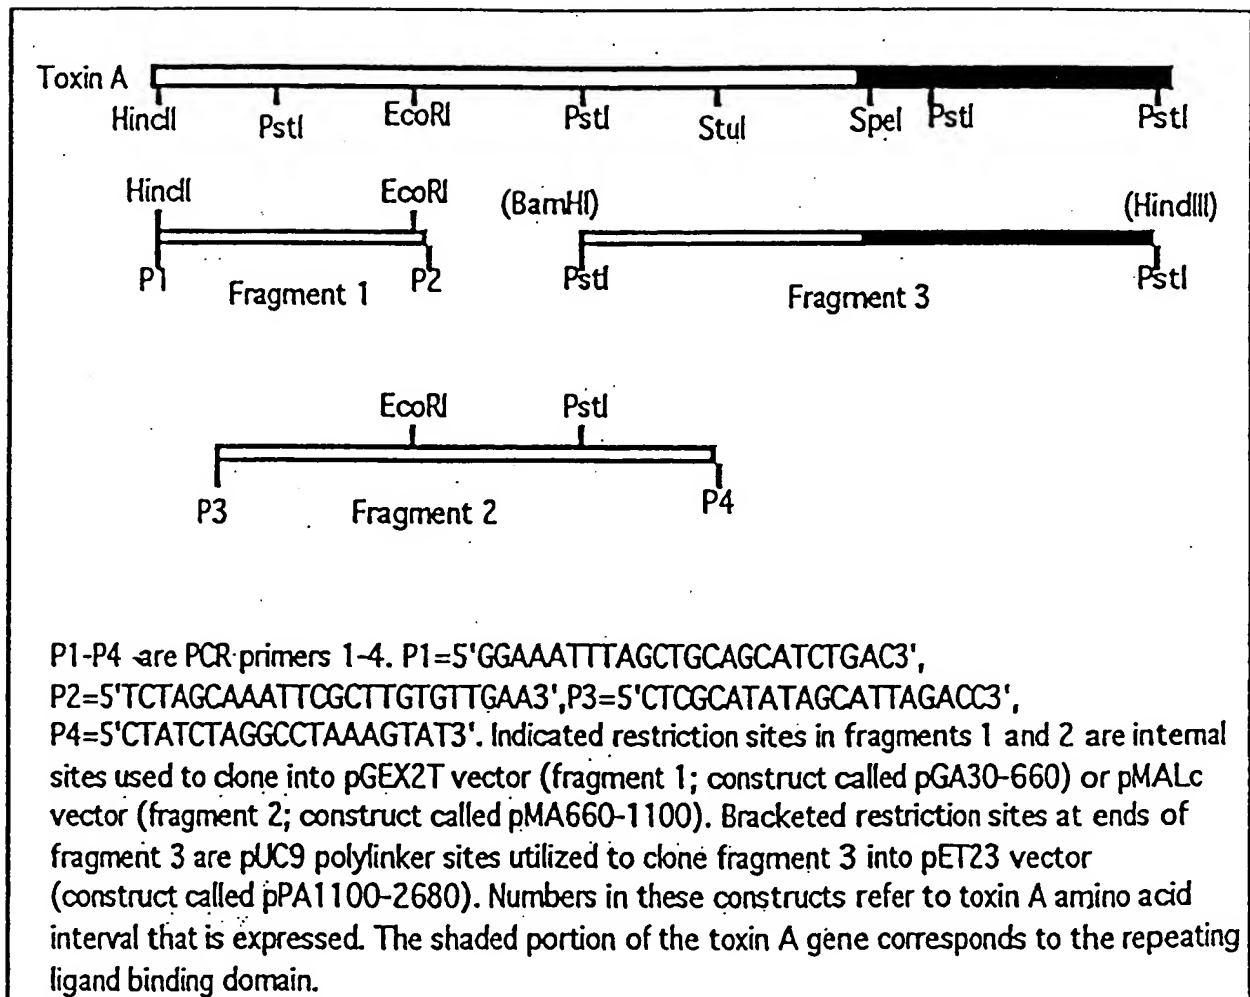 Toxin A
HindII PstI EcoRI PstI StuI SpeI PstI PstI
HindII EcoRI (BamHI) (HindIII)
P1 Fragment 1 P2 PstI Fragment 3 PstI
EcoRI PstI
P3 Fragment 2 P4
P1-P4 are PCR primers 1-4. P1=5'GGAAATTTAGCTGCAGCATCTGAC3',
P2=5'TCTAGCAAATTCGCTTGTGTTGAA3',P3=5'CTCGCATATAGCATTAGACC3',
P4=5'CTATCTAGGCCTAAAGTAT3'. Indicated restriction sites in fragments 1 and 2 are internal
sites used to clone into pGEX2T vector (fragment 1; construct called pGA30-660) or pMALc
vector (fragment 2; construct called pMA660-1100). Bracketed restriction sites at ends of
fragment 3 are pUC9 polylinker sites utilized to clone fragment 3 into pET23 vector
(construct called pPA1100-2680). Numbers in these constructs refer to toxin A amino acid
interval that is expressed. The shaded portion of the toxin A gene corresponds to the repeating
ligand binding domain.